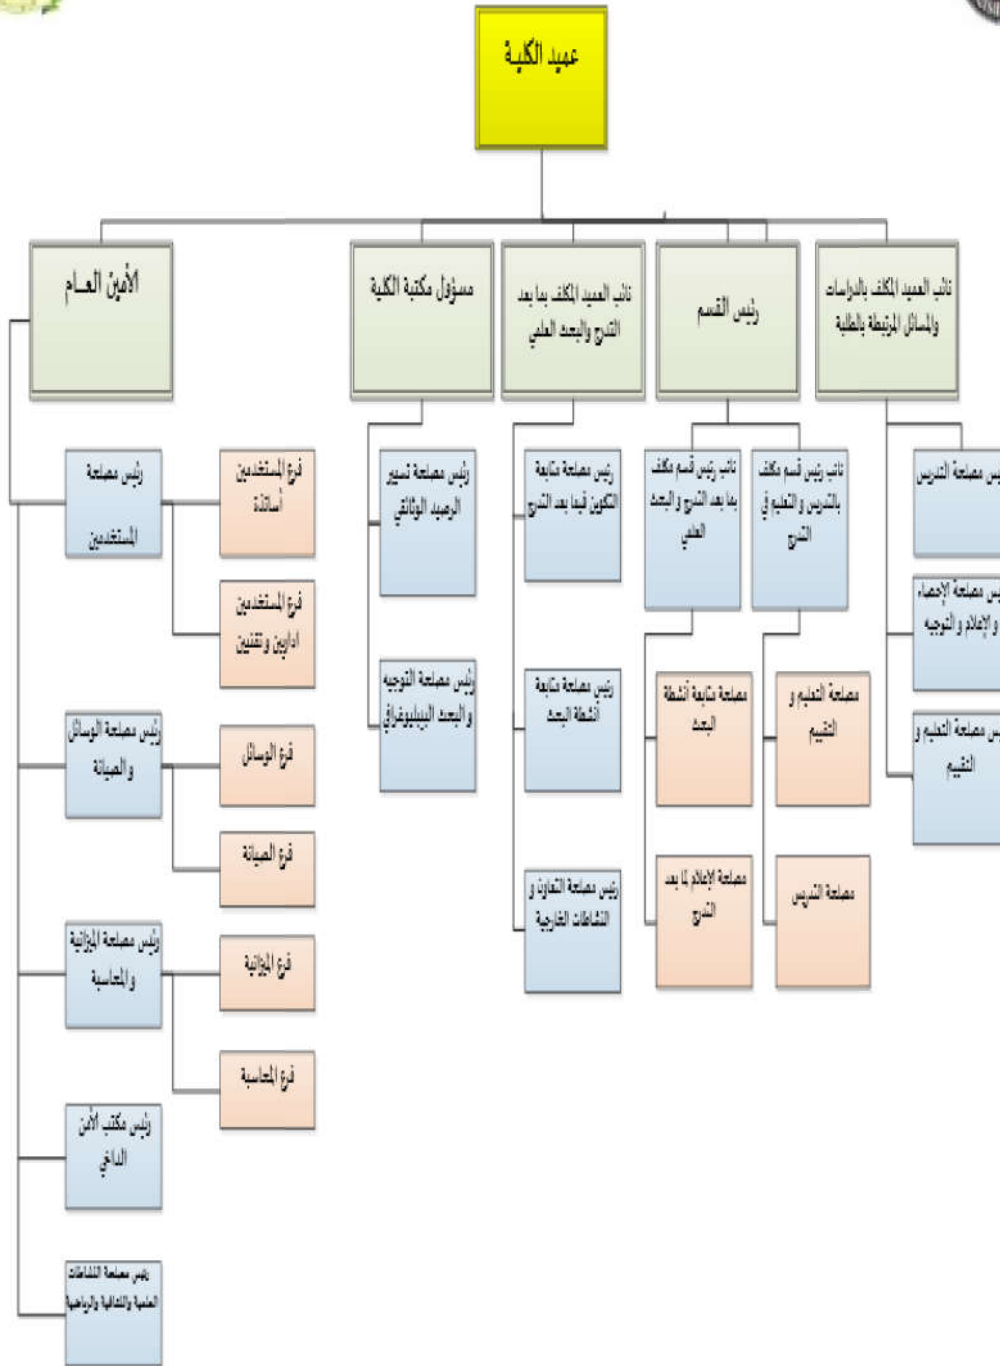 عميد الكلية
نائب العميد المكلف بالدراسات
والمسائل المرتبطة بالطلبة
رئيس القسم
نائب العميد المكلف بما بعد
التدرج والبحث العلمي
مسؤول مكتبة الكلية
الأمين العام
مصلحة التدريس
مصلحة الإحصاء
و الإعلام و التوجيه
مصلحة التعليم و
التقييم
نائب رئيس قسم مكلف
بالتدريس و التعليم في
التدرج
نائب رئيس قسم مكلف
بما بعد التدرج و البحث
العلمي
مصلحة التعليم و
التقييم
مصلحة التدريس
مصلحة متابعة أنشطة
البحث
مصلحة الإعلام لما بعد
التدرج
رئيس مصلحة متابعة
التكوين فيما بعد التدرج
رئيس مصلحة متابعة
أنشطة البحث
رئيس مصلحة التعاون و
النشاطات الخارجية
رئيس مصلحة تسيير
الرصيد الوثائقي
رئيس مصلحة التوجيه
و البحث البيبليوغرافي
رئيس مصلحة
المستخدمين
فرع المستخدمين
أساتذة
فرع المستخدمين
اداريين و تقنيين
رئيس مصلحة الوسائل
و الصيانة
فرع الوسائل
فرع الصيانة
رئيس مصلحة الميزانية
و المحاسبة
فرع الميزانية
فرع المحاسبة
رئيس مكتب الأمن
الداخلي
رئيس مصلحة النشاطات
العلمية والثقافية والرياضية